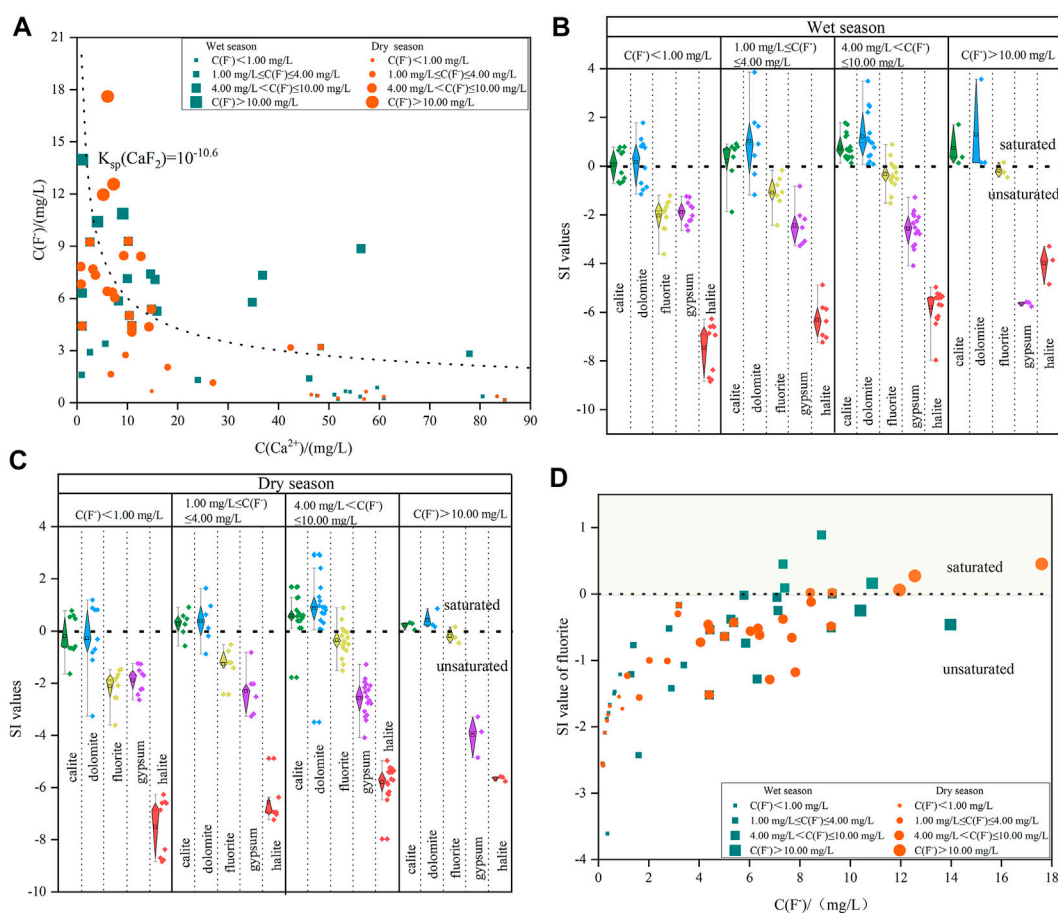 A
C(F⁻)/(mg/L)
21
18
15
12
9
6
3
0
Wet season Dry season
C(F⁻)<1.00 mg/L C(F⁻)<1.00 mg/L
1.00 mg/L≤C(F⁻)≤4.00 mg/L 1.00 mg/L≤C(F⁻)≤4.00 mg/L
4.00 mg/L<C(F⁻)≤10.00 mg/L 4.00 mg/L<C(F⁻)≤10.00 mg/L
C(F⁻)>10.00 mg/L C(F⁻)>10.00 mg/L
Ksp(CaF₂)=10⁻¹⁰·⁶
0 10 20 30 40 50 60 70 80 90
C(Ca²⁺)/(mg/L)
B
Wet season
C(F⁻)<1.00 mg/L
1.00 mg/L≤C(F⁻)
≤4.00 mg/L
4.00 mg/L<C(F⁻)
≤10.00 mg/L
C(F⁻)>10.00 mg/L
SI values
4
2
0
-2
-4
-6
-8
-10
saturated
unsaturated
calite dolomite fluorite gypsum halite
calite dolomite fluorite gypsum halite
calite dolomite fluorite gypsum halite
calite dolomite fluorite gypsum halite
C
Dry season
C(F⁻)<1.00 mg/L
1.00 mg/L≤C(F⁻)
≤4.00 mg/L
4.00 mg/L<C(F⁻)
≤10.00 mg/L
C(F⁻)>10.00 mg/L
SI values
4
2
0
-2
-4
-6
-8
-10
saturated
unsaturated
calite dolomite fluorite gypsum halite
calite dolomite fluorite gypsum halite
calite dolomite fluorite gypsum halite
calite dolomite fluorite gypsum halite
D
SI value of fluorite
1
0
-1
-2
-3
-4
saturated
unsaturated
Wet season Dry season
C(F⁻)<1.00 mg/L C(F⁻)<1.00 mg/L
1.00 mg/L≤C(F⁻)≤4.00 mg/L 1.00 mg/L≤C(F⁻)≤4.00 mg/L
4.00 mg/L<C(F⁻)≤10.00 mg/L 4.00 mg/L<C(F⁻)≤10.00 mg/L
C(F⁻)>10.00 mg/L C(F⁻)>10.00 mg/L
0 2 4 6 8 10 12 14 16 18
C(F⁻)/（mg/L）